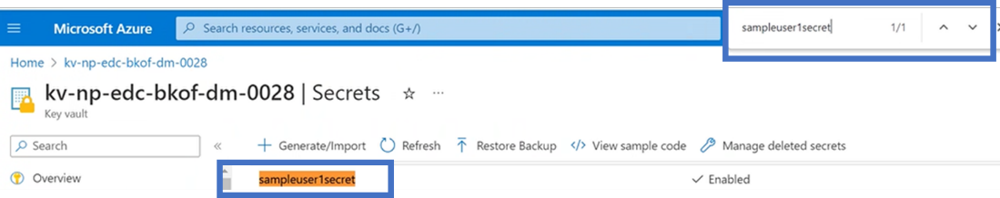 Microsoft Azure
Search resources, services, and docs (G+/)
sampleuser1secret 1/1
Home > kv-np-edc-bkof-dm-0028
kv-np-edc-bkof-dm-0028 | Secrets
Key vault
Search
Generate/Import Refresh Restore Backup View sample code Manage deleted secrets
Overview
sampleuser1secret Enabled